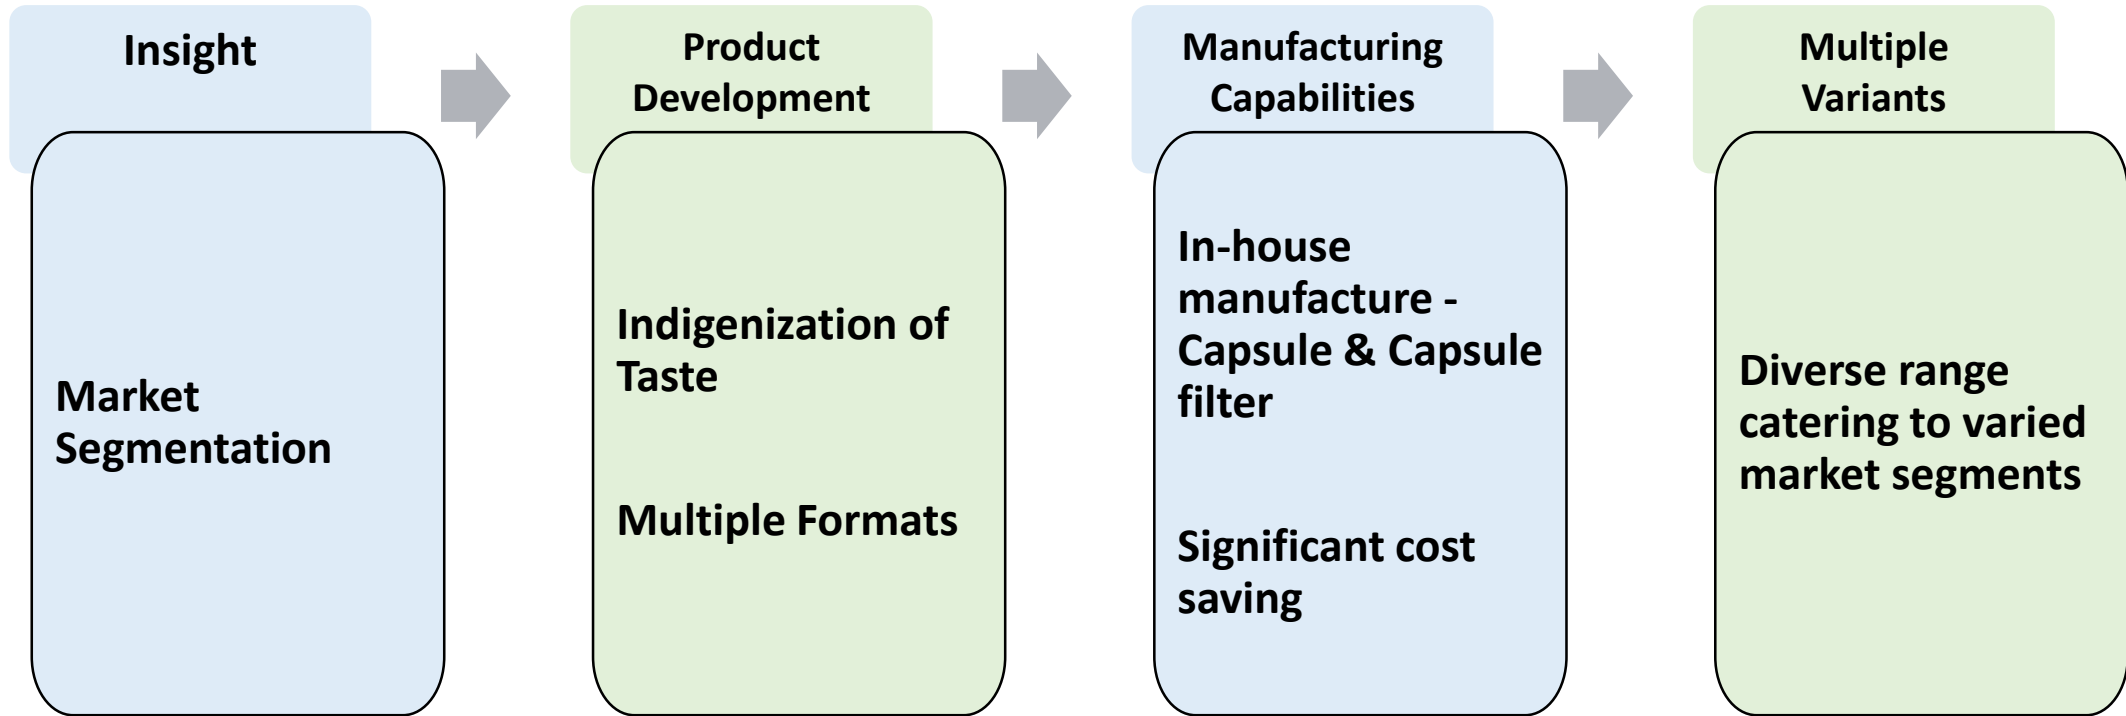 Insight
Market
Segmentation
Product
Development
Indigenization of
Taste
Multiple Formats
Manufacturing
Capabilities
In-house
manufacture -
Capsule & Capsule
filter
Significant cost
saving
Multiple
Variants
Diverse range
catering to varied
market segments